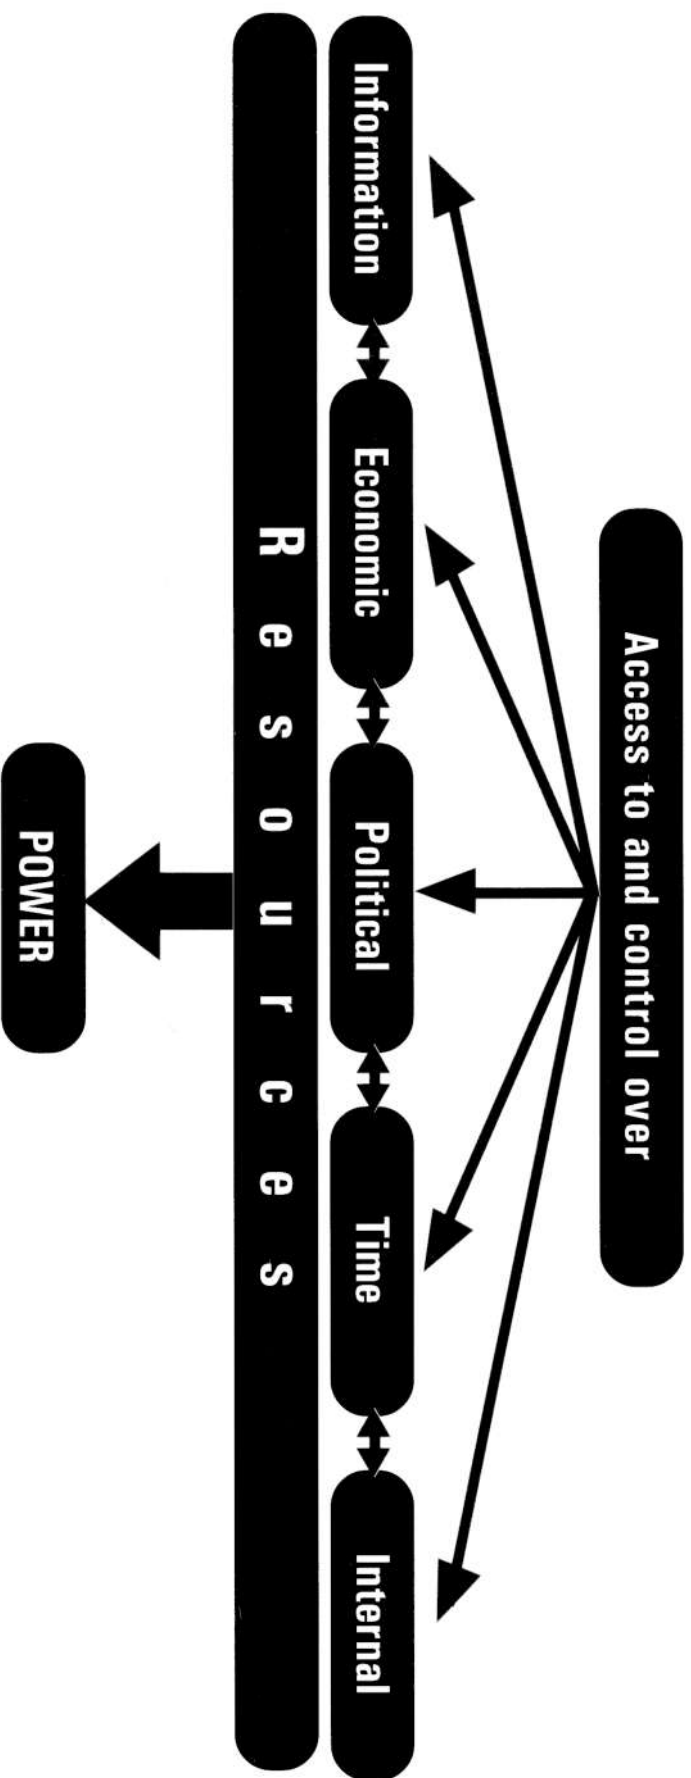 Access to and control over
Information
Economic
Political
Time
Internal
Resources
POWER